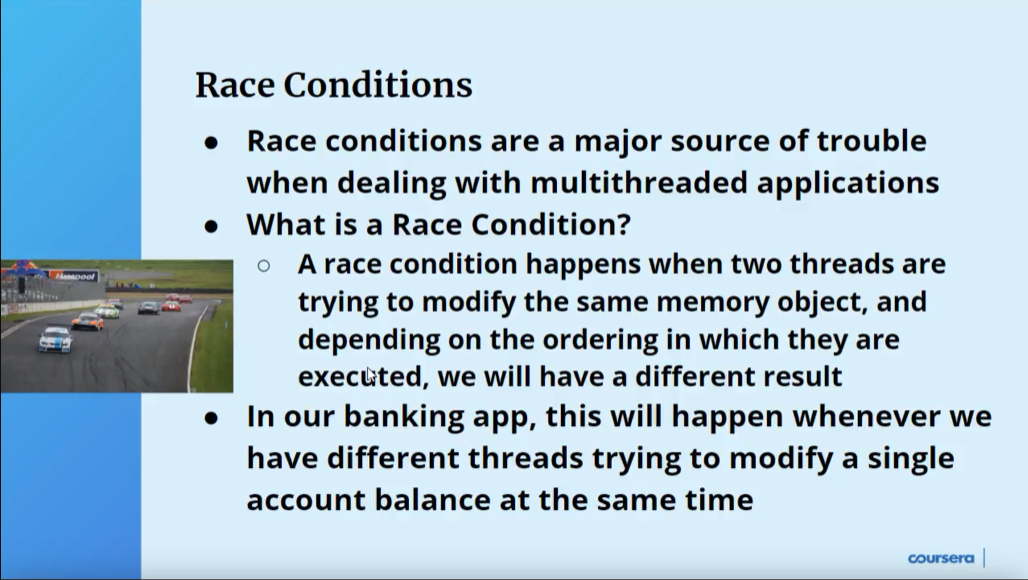 Race Conditions
● Race conditions are a major source of trouble
when dealing with multithreaded applications
● What is a Race Condition?
○ A race condition happens when two threads are
trying to modify the same memory object, and
depending on the ordering in which they are
executed, we will have a different result
● In our banking app, this will happen whenever we
have different threads trying to modify a single
account balance at the same time
coursera